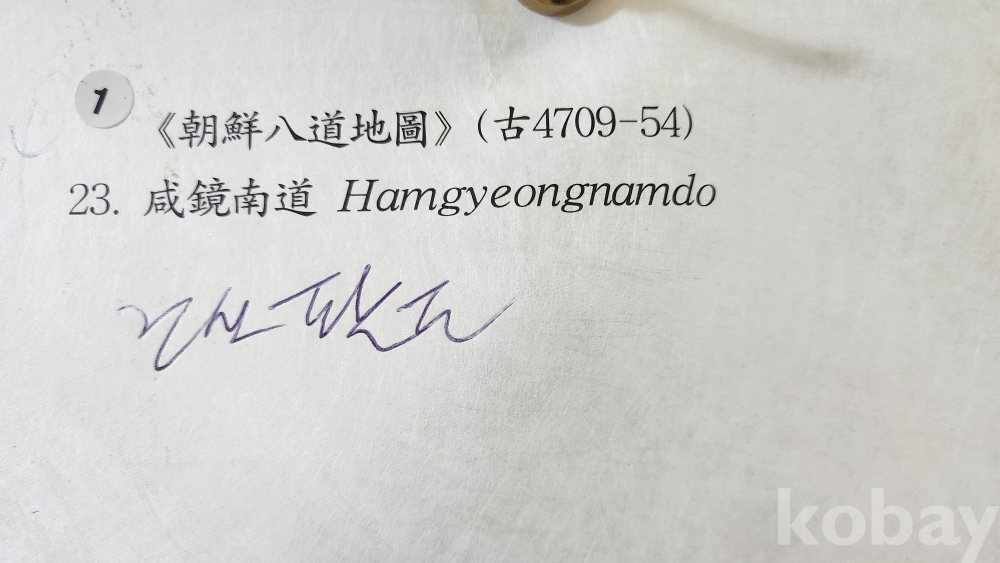 1
《朝鮮八道地圖》(古4709-54)
23. 咸鏡南道 Hamgyeongnamdo
kobay